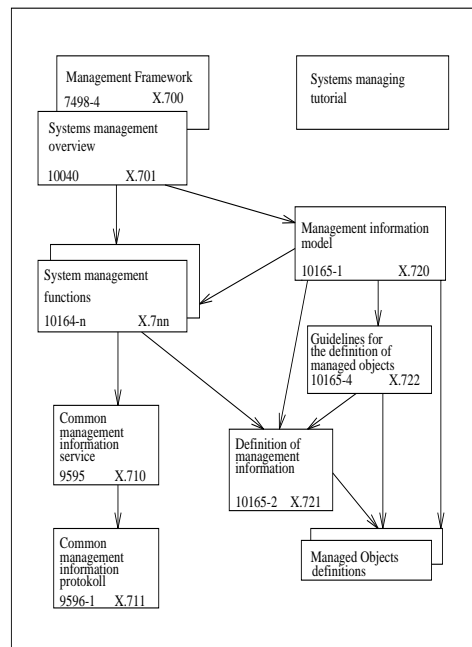 Management Framework
7498-4 X.700
Systems managing
tutorial
Systems management
overview
10040 X.701
Management information
model
10165-1 X.720
System management
functions
10164-n X.7nn
Guidelines for
the definition of
managed objects
10165-4 X.722
Common
management
information
service
9595 X.710
Definition of
management
information
10165-2 X.721
Common
management
information
protokoll
9596-1 X.711
Managed Objects
definitions